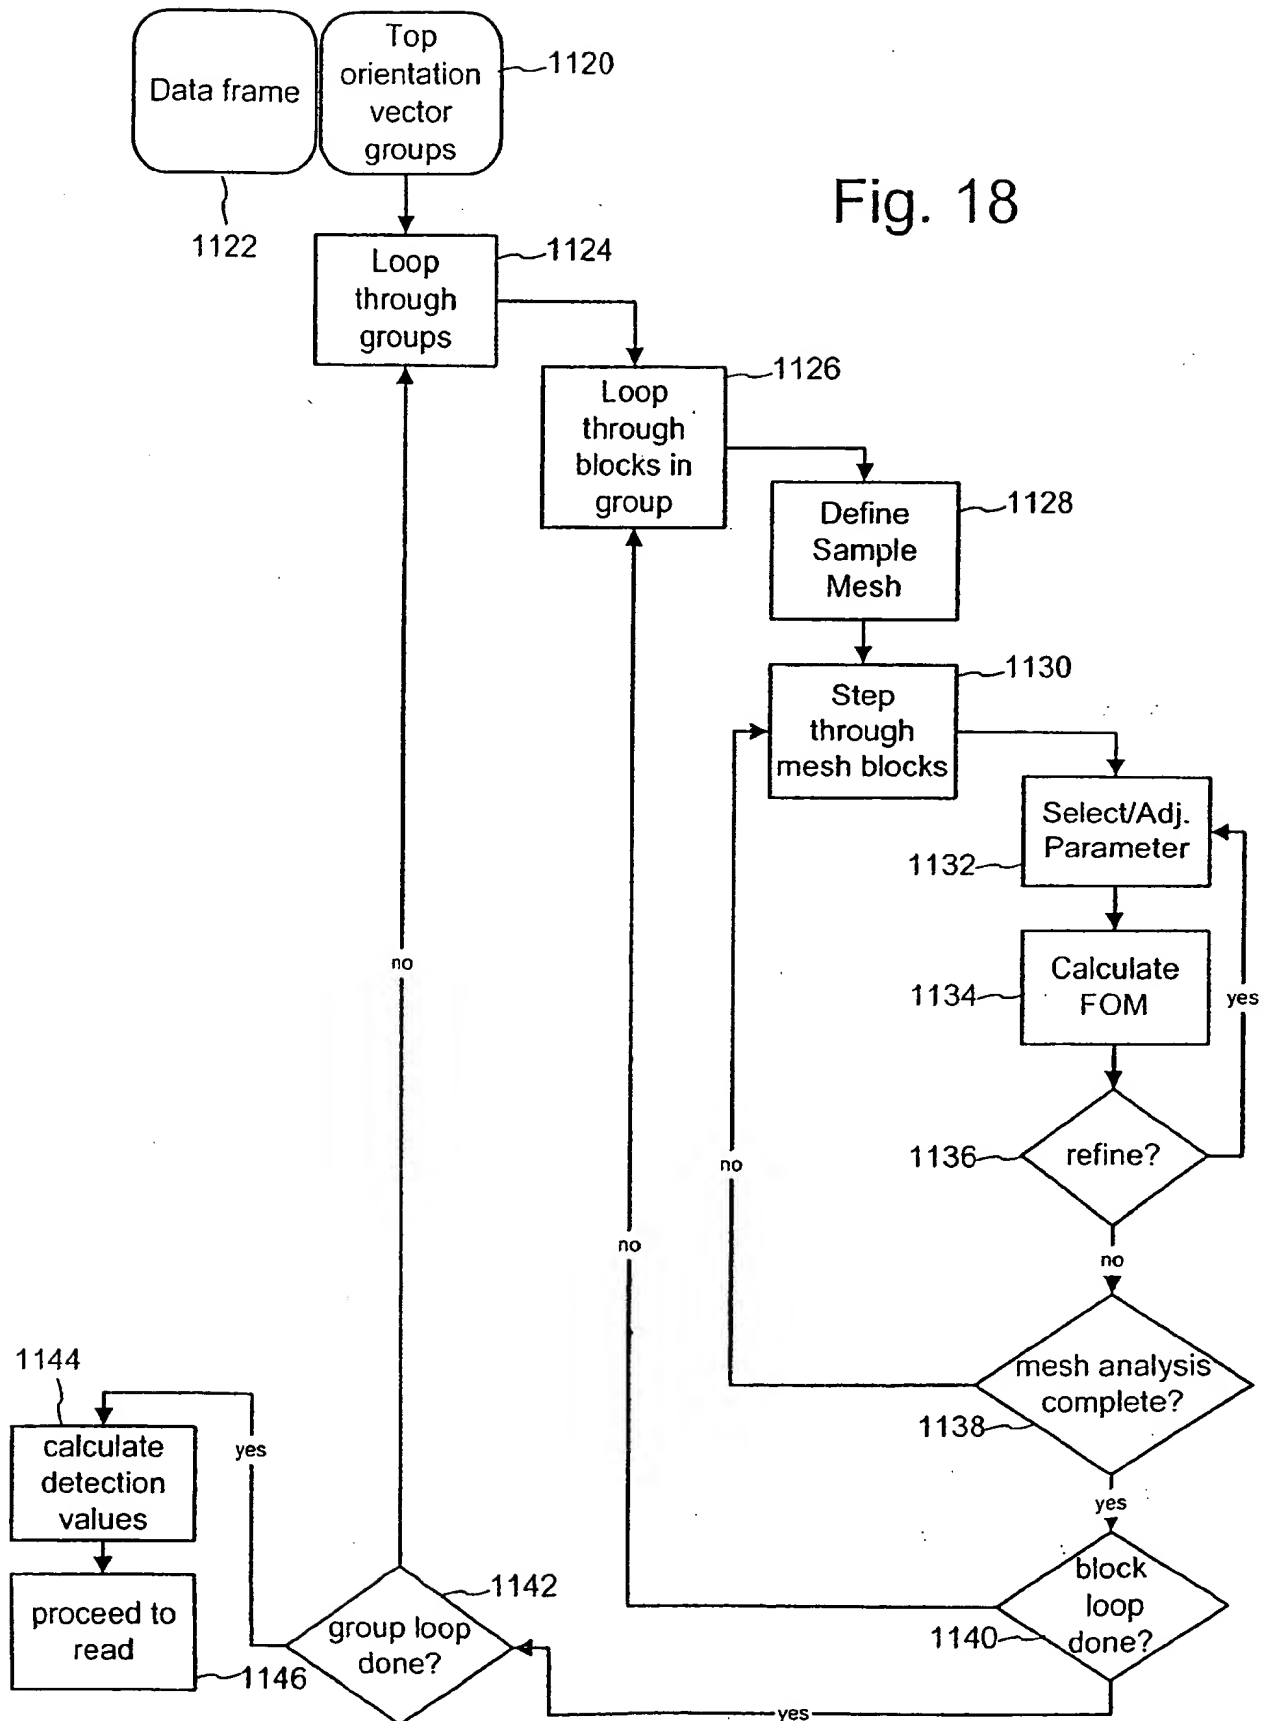 Data frame
Top
orientation
vector
groups
1120
1122
Fig. 18
Loop
through
groups
1124
Loop
through
blocks in
group
1126
Define
Sample
Mesh
1128
Step
through
mesh blocks
1130
Select/Adj.
Parameter
1132
Calculate
FOM
1134
yes
refine?
1136
no
no
no
no
mesh analysis
complete?
1138
yes
block
loop
done?
1140
yes
group loop
done?
1142
yes
1144
calculate
detection
values
proceed to
read
1146